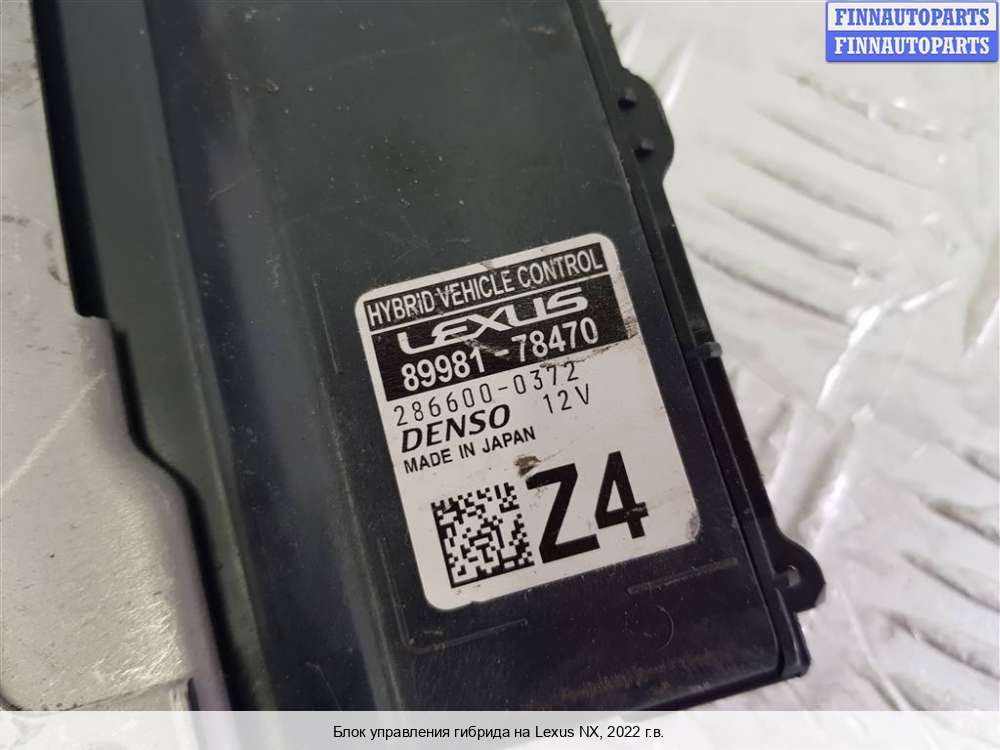 FINNAUTOPARTS
FINNAUTOPARTS
HYBRID VEHICLE CONTROL
LEXUS
89981-78470
286600-0372
DENSO 12V
MADE IN JAPAN
Z4
Блок управления гибрида на Lexus NX, 2022 г.в.